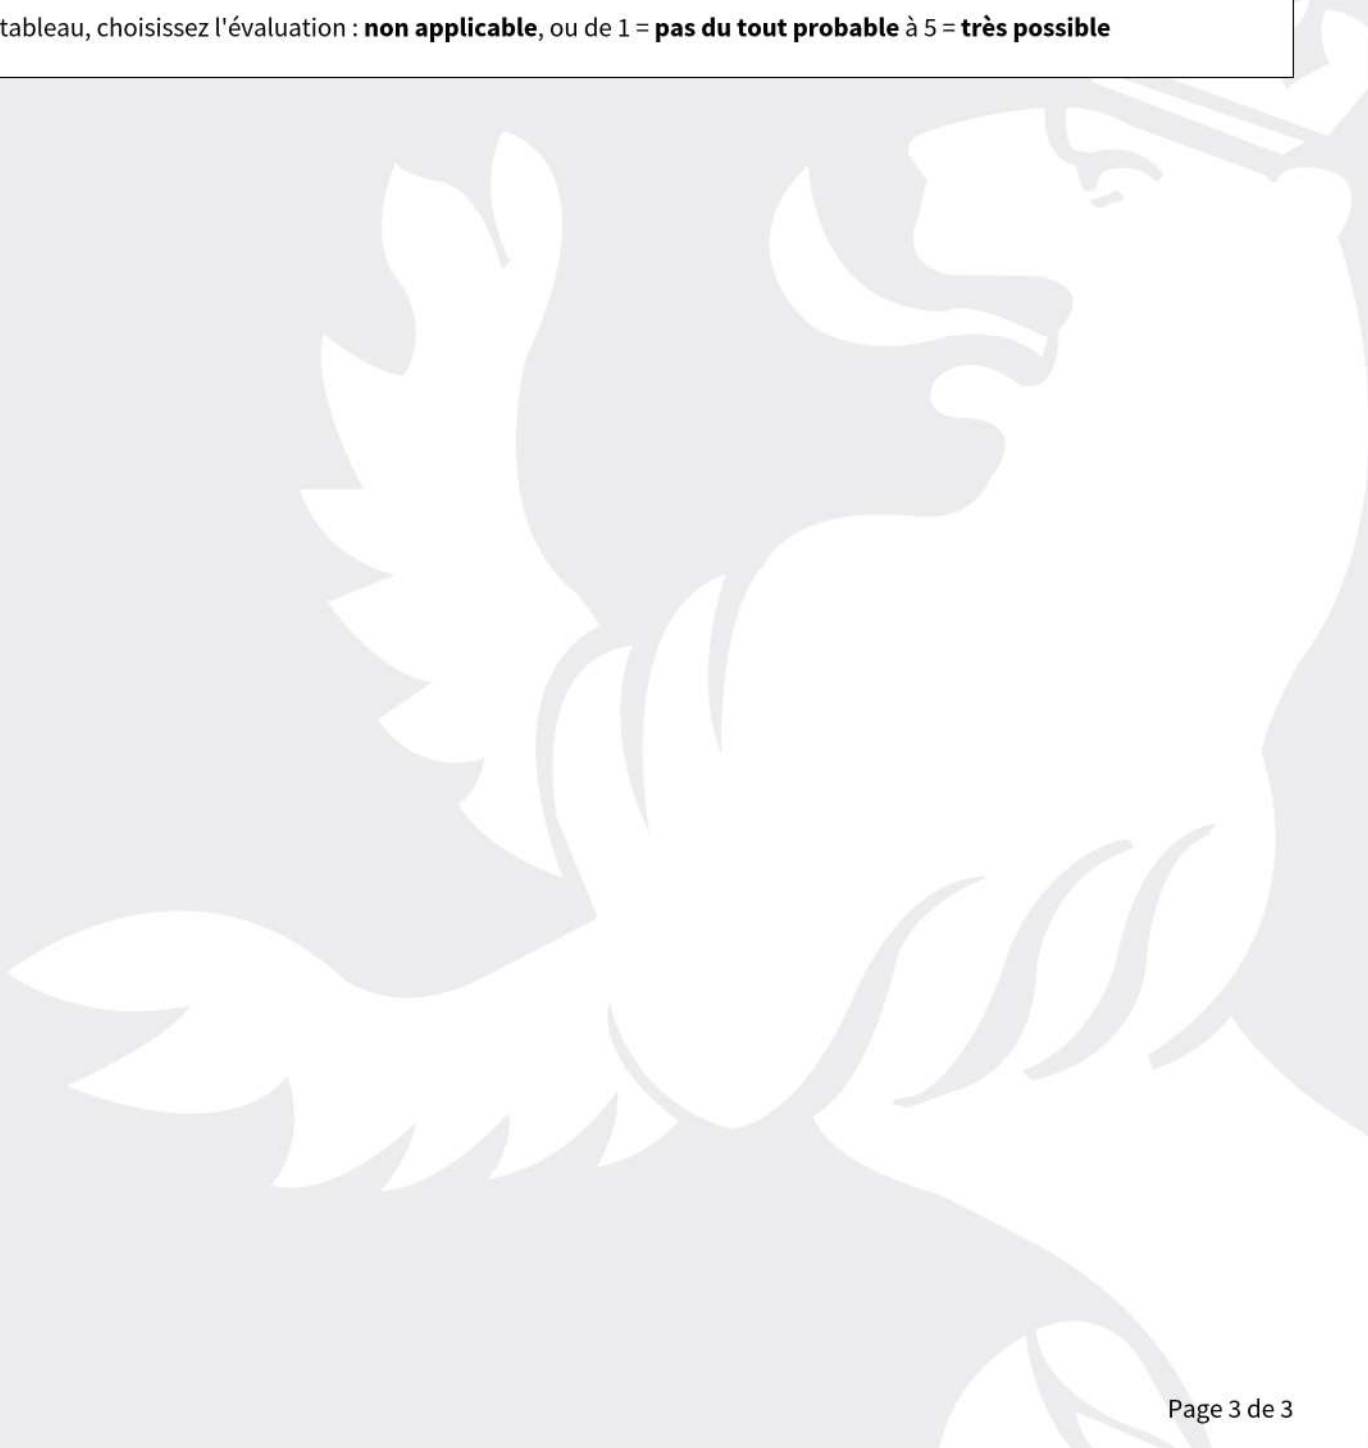 tableau, choisissez l'évaluation : non applicable, ou de 1 = pas du tout probable à 5 = très possible
Page 3 de 3